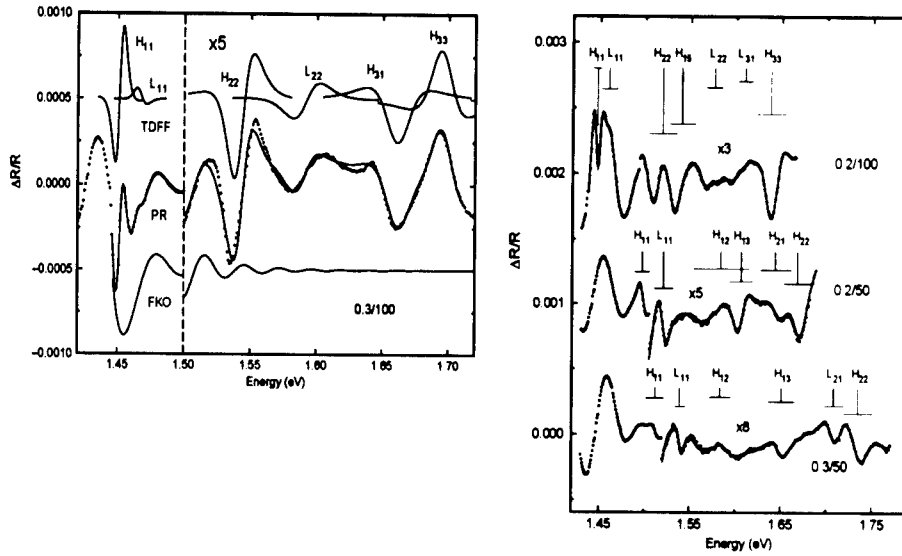 0.0010
0.0005
0.0000
−0.0005
−0.0010
ΔR/R
H11
L11
TDFF
PR
FKO
x5
H22
L22
H31
H33
0.3/100
1.45
1.50
1.55
1.60
1.65
1.70
Energy (eV)
0.003
0.002
0.001
0.000
ΔR/R
ΔR/R
H11
L11
H22
L22
L31
H33
x3
0 2/100
H11
L11
H12
H13
H21
H22
x5
0 2/50
H11
L11
H12
H13
L21
H22
0 3/50
1.45
1.55
1 65
1.75
Energy (eV)